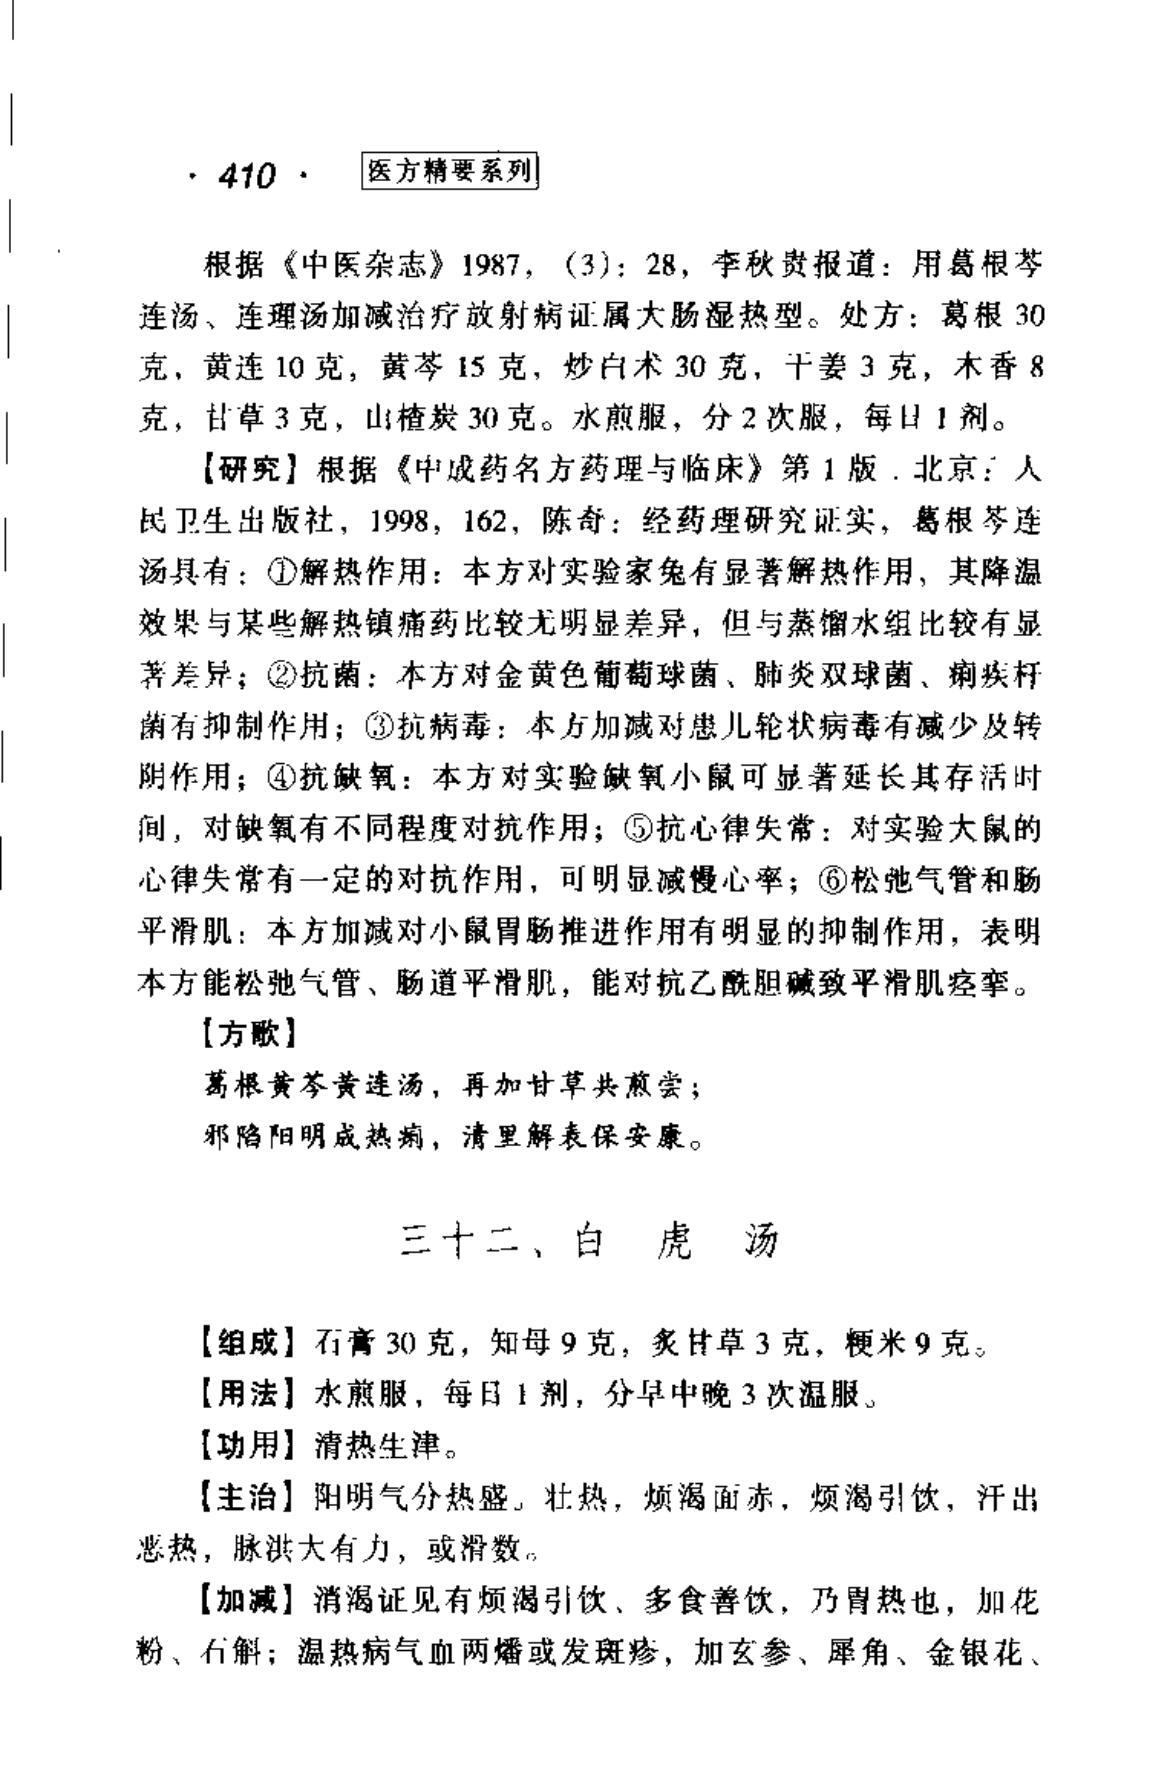 · 410 · 医方精要系列
根据《中医杂志》1987，（3）：28，李秋贵报道：用葛根芩
连汤、连理汤加减治疗放射病证属大肠湿热型。处方：葛根 30
克，黄连 10 克，黄芩 15 克，炒白术 30 克，干姜 3 克，木香 8
克，甘草 3 克，山楂炭 30 克。水煎服，分 2 次服，每日 1 剂。
【研究】根据《中成药名方药理与临床》第 1 版．北京：人
民卫生出版社，1998，162，陈奇：经药理研究证实，葛根芩连
汤具有：①解热作用：本方对实验家兔有显著解热作用，其降温
效果与某些解热镇痛药比较无明显差异，但与蒸馏水组比较有显
著差异；②抗菌：本方对金黄色葡萄球菌、肺炎双球菌、痢疾杆
菌有抑制作用；③抗病毒：本方加减对患儿轮状病毒有减少及转
阴作用；④抗缺氧：本方对实验缺氧小鼠可显著延长其存活时
间，对缺氧有不同程度对抗作用；⑤抗心律失常：对实验大鼠的
心律失常有一定的对抗作用，可明显减慢心率；⑥松弛气管和肠
平滑肌：本方加减对小鼠胃肠推进作用有明显的抑制作用，表明
本方能松弛气管、肠道平滑肌，能对抗乙酰胆碱致平滑肌痉挛。
【方歌】
葛根黄芩黄连汤，再加甘草共煎尝；
邪陷阳明成热痢，清里解表保安康。
三十二、白 虎 汤
【组成】石膏 30 克，知母 9 克，炙甘草 3 克，粳米 9 克。
【用法】水煎服，每日 1 剂，分早中晚 3 次温服。
【功用】清热生津。
【主治】阳明气分热盛。壮热，烦渴面赤，烦渴引饮，汗出
恶热，脉洪大有力，或滑数。
【加减】消渴证见有烦渴引饮、多食善饮，乃胃热也，加花
粉、石斛；温热病气血两燔或发斑疹，加玄参、犀角、金银花、